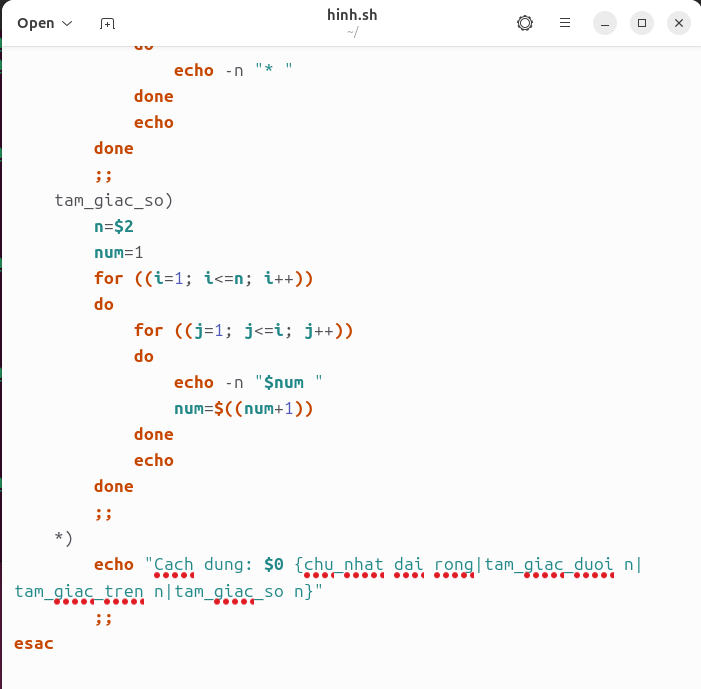 Open
hinh.sh
~/
do
echo -n "* "
done
echo
done
;;
tam_giac_so)
n=$2
num=1
for ((i=1; i<=n; i++))
do
for ((j=1; j<=i; j++))
do
echo -n "$num "
num=$((num+1))
done
echo
done
;;
*)
echo "Cach dung: $0 {chu_nhat dai rong|tam_giac_duoi n|
tam_giac_tren n|tam_giac_so n}"
;;
esac